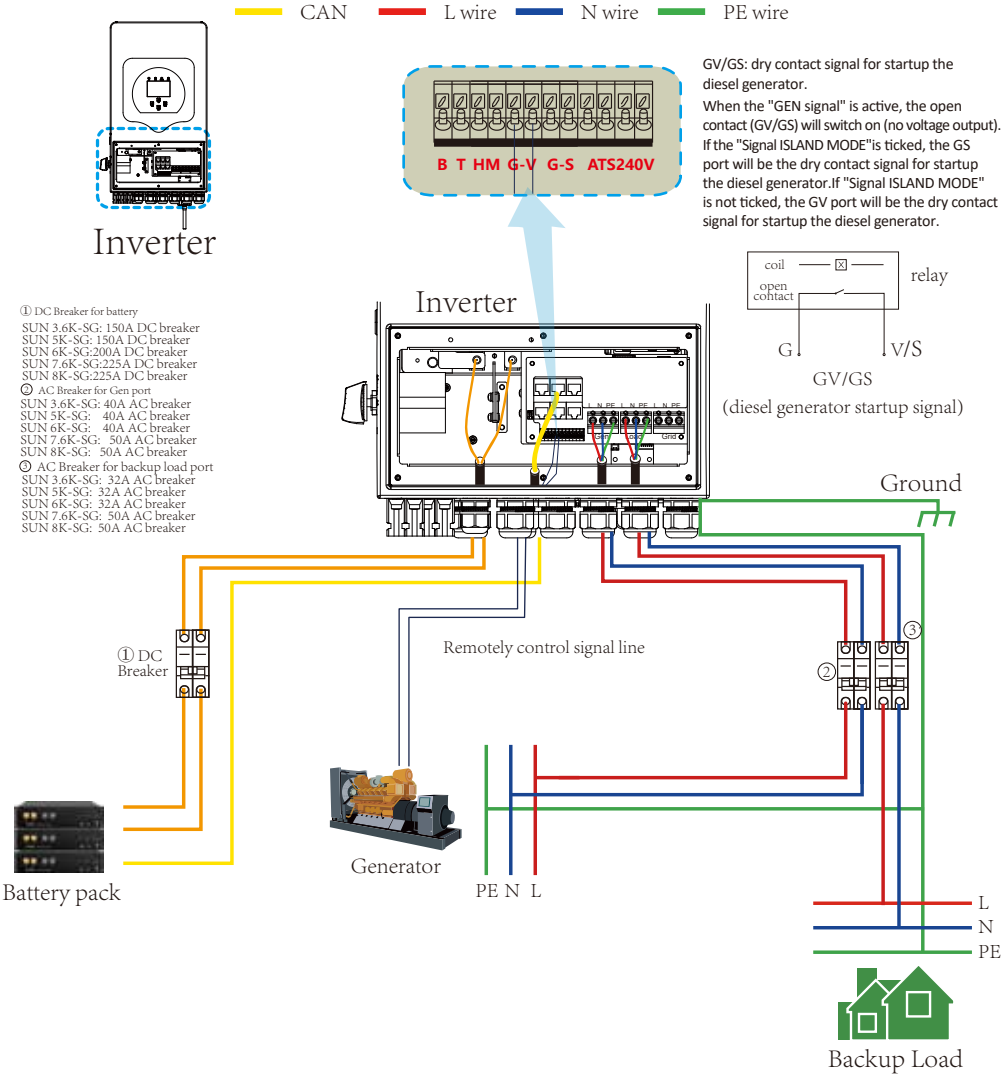 CAN L wire N wire PE wire
GV/GS: dry contact signal for startup the
diesel generator.
When the "GEN signal" is active, the open
contact (GV/GS) will switch on (no voltage output).
If the "Signal ISLAND MODE"is ticked, the GS
port will be the dry contact signal for startup
the diesel generator.If "Signal ISLAND MODE"
is not ticked, the GV port will be the dry contact
signal for startup the diesel generator.
B T HM G-V G-S ATS240V
Inverter
coil
open
contact
relay
G
V/S
GV/GS
(diesel generator startup signal)
Inverter
① DC Breaker for battery
SUN 3.6K-SG: 150A DC breaker
SUN 5K-SG: 150A DC breaker
SUN 6K-SG:200A DC breaker
SUN 7.6K-SG:225A DC breaker
SUN 8K-SG:225A DC breaker
② AC Breaker for Gen port
SUN 3.6K-SG: 40A AC breaker
SUN 5K-SG: 40A AC breaker
SUN 6K-SG: 40A AC breaker
SUN 7.6K-SG: 50A AC breaker
SUN 8K-SG: 50A AC breaker
③ AC Breaker for backup load port
SUN 3.6K-SG: 32A AC breaker
SUN 5K-SG: 32A AC breaker
SUN 6K-SG: 32A AC breaker
SUN 7.6K-SG: 50A AC breaker
SUN 8K-SG: 50A AC breaker
L N PE L N PE L N PE
Gen Load Grid
Ground
① DC
Breaker
Remotely control signal line
②
③
Battery pack
Generator
PE N L
L
N
PE
Backup Load